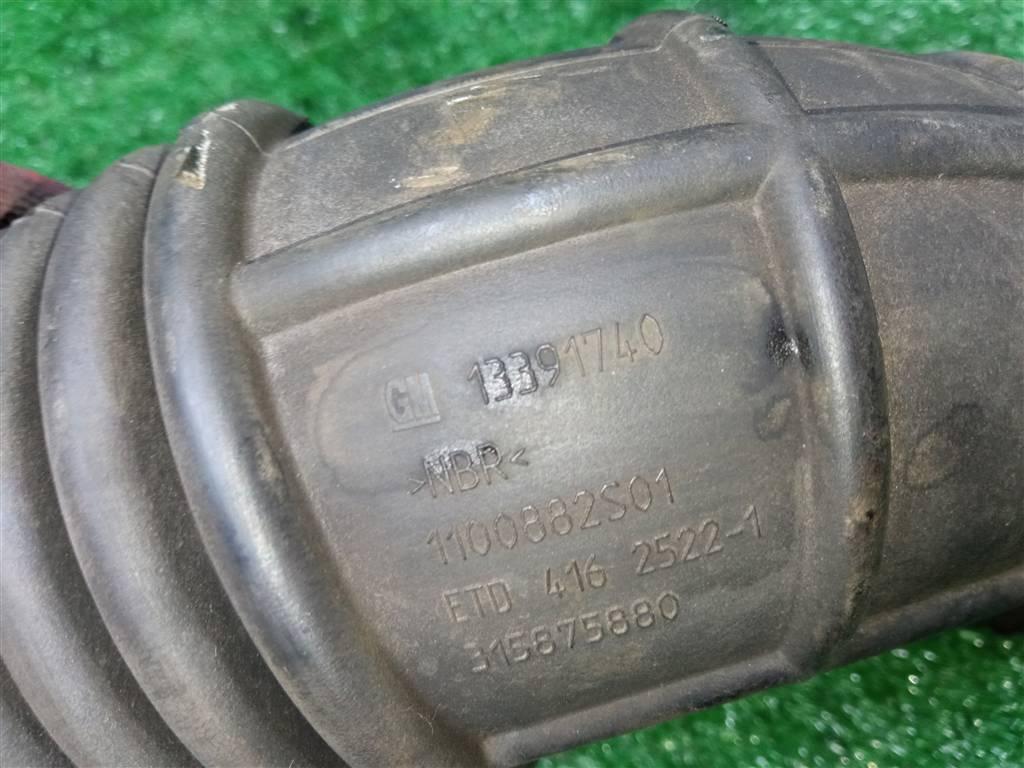 GM 13391740
>NBR<
1100882S01
ETD 416 2522-1
315875880